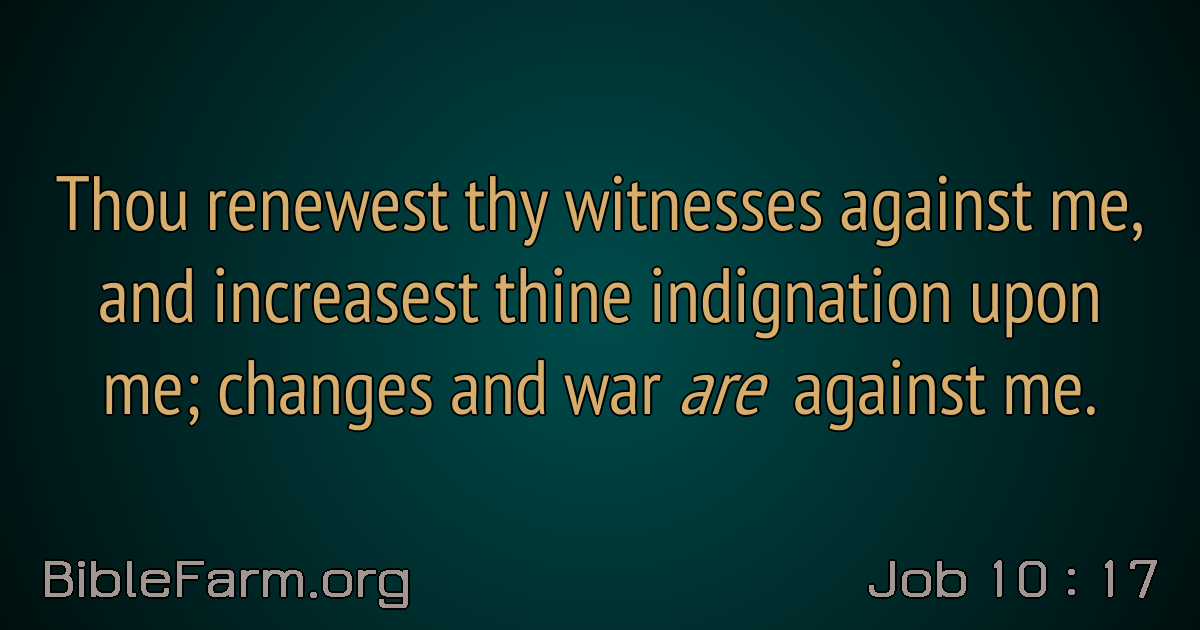 Thou renewest thy witnesses against me,
and increasest thine indignation upon
me; changes and war are against me.
BibleFarm.org
Job 10 : 17